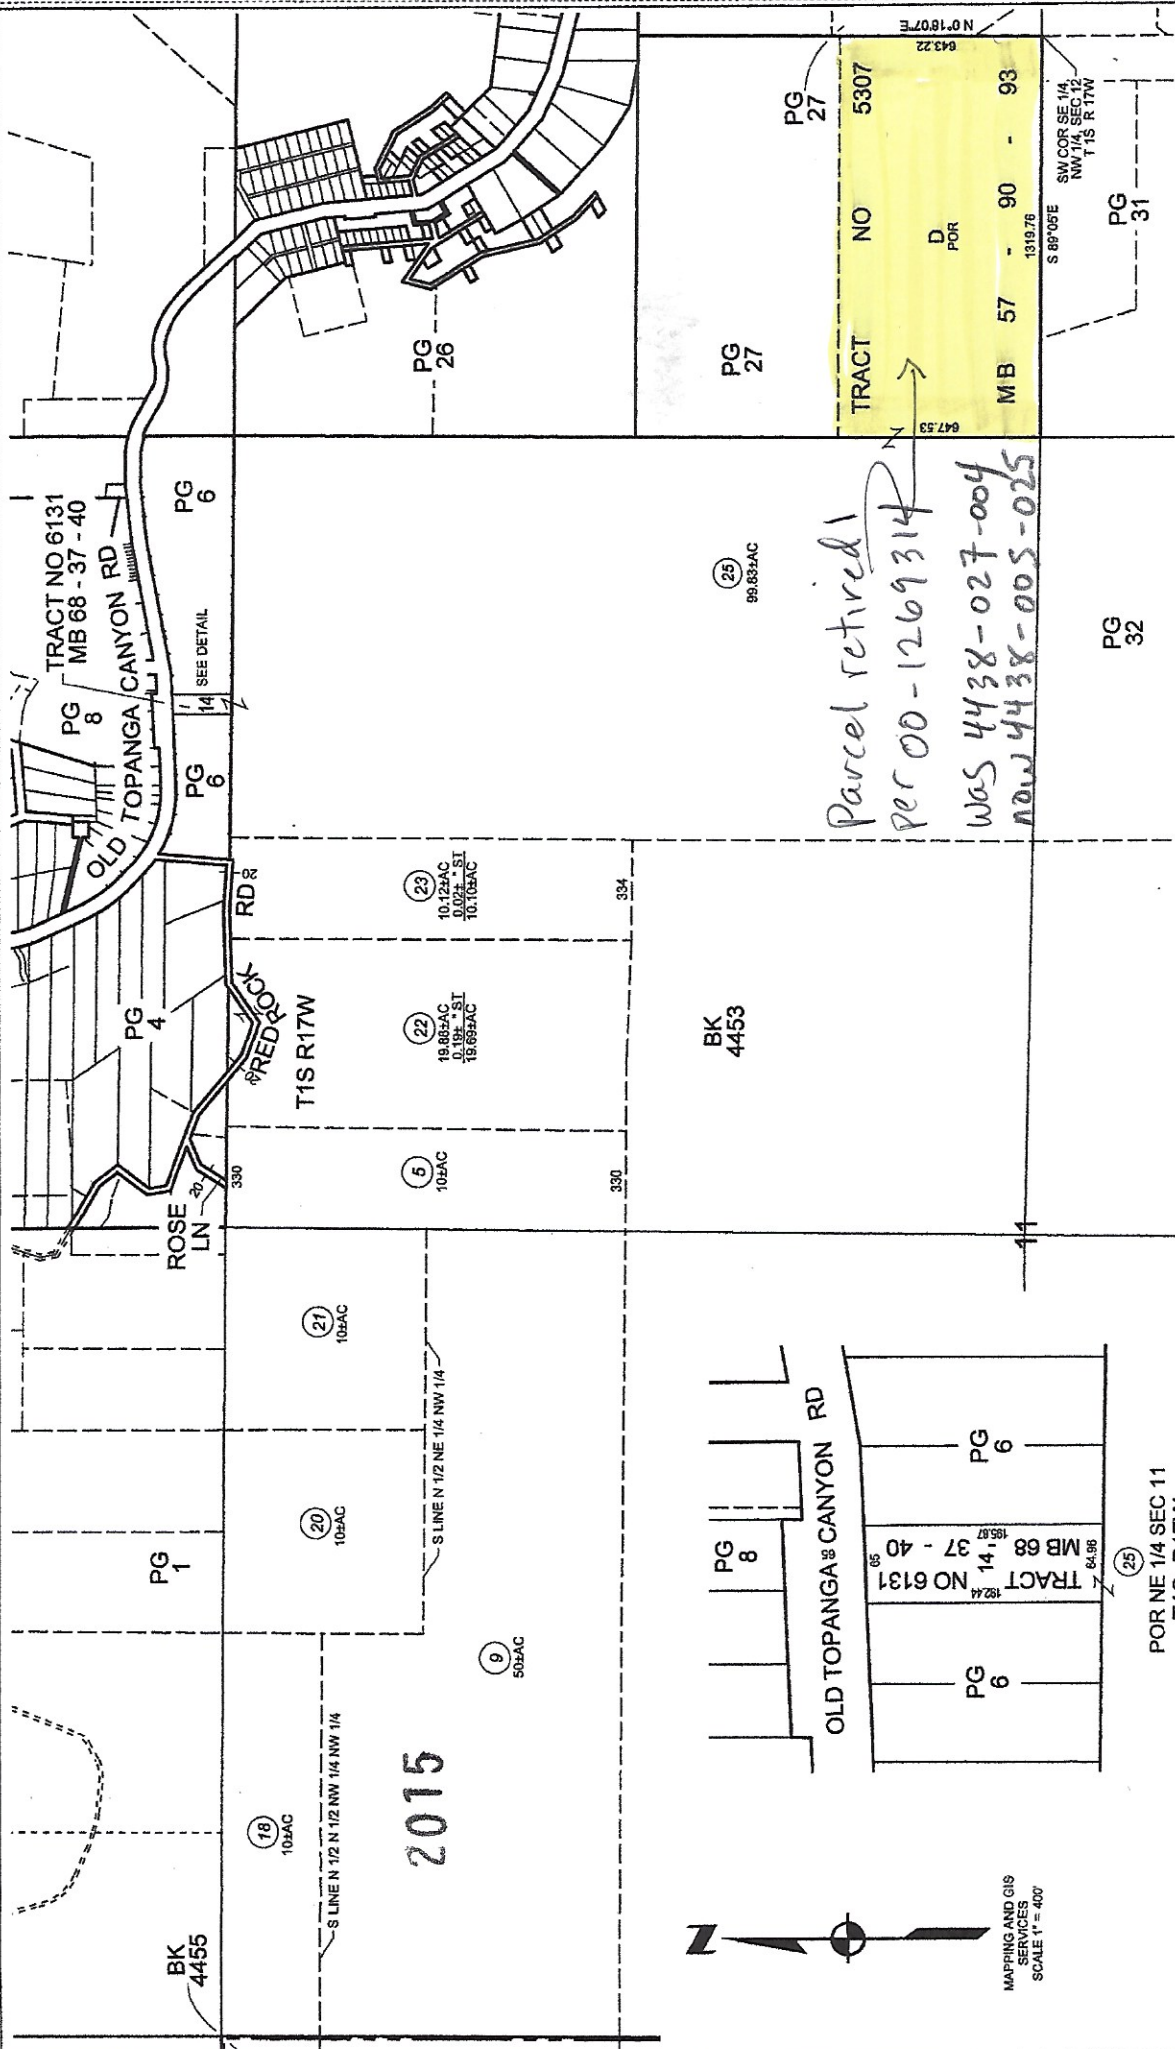 BK
4455
PG
1
ROSE
LN
20
330
PG
4
20
RED ROCK
RD
20
OLD TOPANGA CANYON RD
PG
8
TRACT NO 6131
MB 68 - 37 - 40
PG
6
14
SEE DETAIL
PG
6
18
10±AC
S LINE N 1/2 N 1/2 NW 1/4 NW 1/4
20
10±AC
21
10±AC
S LINE N 1/2 NE 1/4 NW 1/4
9
50±AC
2015
T1S R17W
5
10±AC
330
22
19.88±AC
0.19± " ST
19.69±AC
23
10.12±AC
0.02± " ST
10.10±AC
334
PG
26
BK
4453
25
99.83±AC
PG
27
PG
27
Parcel retired
per 00-1269314
was 4438-027-004
now 4438-005-025
TRACT NO 5307
D
POR
MB 57 - 90 - 93
647.53
643.22
N 0°18'07"E
1319.76
S 89°05'E
SW COR SE 1/4,
NW 1/4, SEC 12
T 1S R 17W
PG
31
PG
32
11
MAPPING AND GIS
SERVICES
SCALE 1" = 400'
PG
8
OLD TOPANGA CANYON RD
PG
6
TRACT NO 6131
MB 68 37 - 40
192.44
14
195.87
65
64.96
PG
6
25
POR NE 1/4 SEC 11